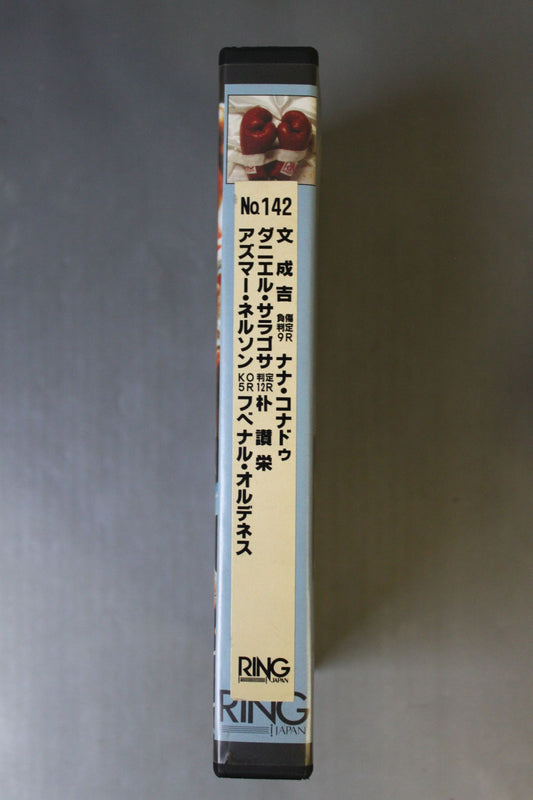 No.142
文成吉 負傷判定9R ナナ・コナドゥ
ダニエル・サラゴサ 判定12R 朴讃栄
アズマー・ネルソン KO5R フベナル・オルデネス
RING
JAPAN
RING
JAPAN